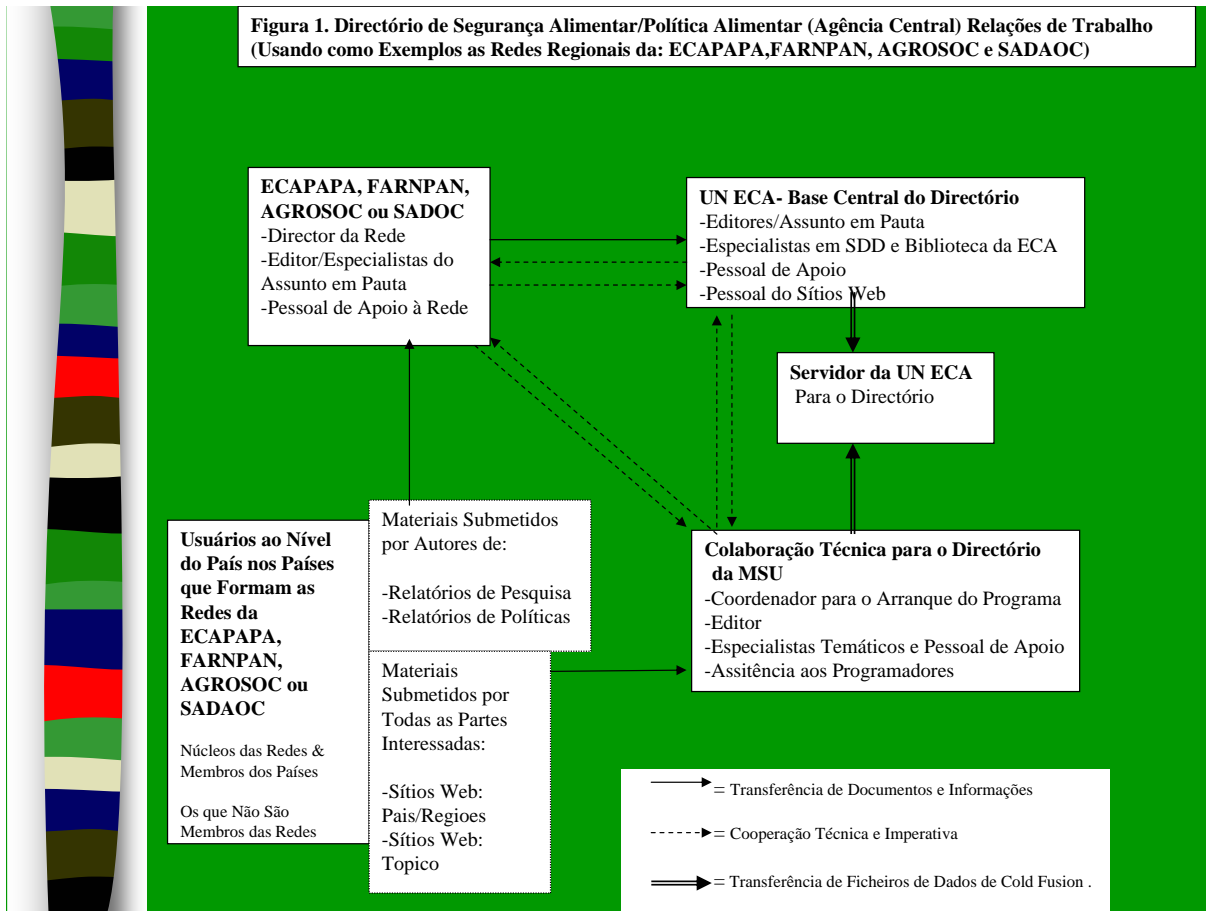 Figura 1. Directório de Segurança Alimentar/Política Alimentar (Agência Central) Relações de Trabalho
(Usando como Exemplos as Redes Regionais da: ECAPAPA,FARNPAN, AGROSOC e SADAOC)
ECAPAPA, FARNPAN,
AGROSOC ou SADOC
-Director da Rede
-Editor/Especialistas do
Assunto em Pauta
-Pessoal de Apoio à Rede
UN ECA- Base Central do Directório
-Editores/Assunto em Pauta
-Especialistas em SDD e Biblioteca da ECA
-Pessoal de Apoio
-Pessoal do Sítios Web
Servidor da UN ECA
Para o Directório
Usuários ao Nível
do País nos Países
que Formam as
Redes da
ECAPAPA,
FARNPAN,
AGROSOC ou
SADAOC
Núcleos das Redes &
Membros dos Países
Os que Não São
Membros das Redes
Materiais Submetidos
por Autores de:
-Relatórios de Pesquisa
-Relatórios de Políticas
Materiais
Submetidos por
Todas as Partes
Interessadas:
-Sítios Web:
Pais/Regioes
-Sítios Web:
Topico
Colaboração Técnica para o Directório
da MSU
-Coordenador para o Arranque do Programa
-Editor
-Especialistas Temáticos e Pessoal de Apoio
-Assitência aos Programadores
= Transferência de Documentos e Informações
= Cooperação Técnica e Imperativa
= Transferência de Ficheiros de Dados de Cold Fusion .